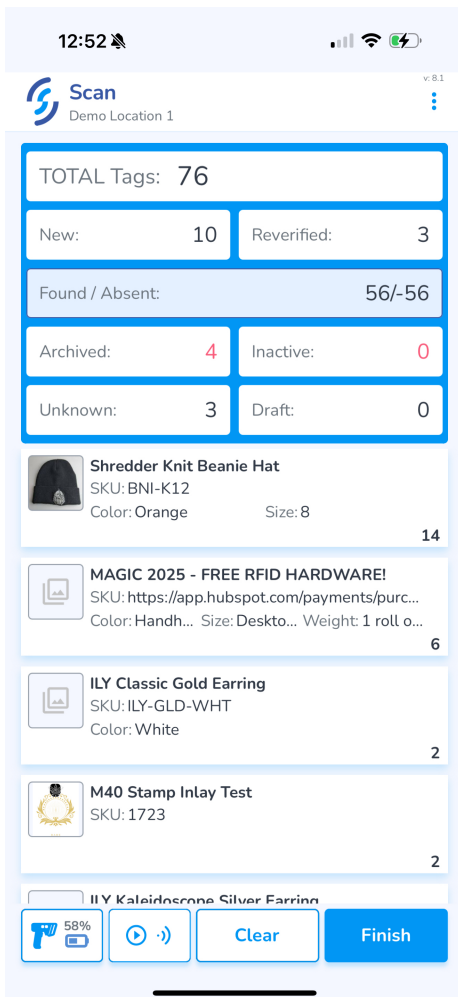 12:52
v: 8.1
Scan
Demo Location 1
TOTAL Tags: 76
New: 10 Reverified: 3
Found / Absent: 56/-56
Archived: 4 Inactive: 0
Unknown: 3 Draft: 0
Shredder Knit Beanie Hat
SKU: BNI-K12
Color: Orange Size: 8
14
MAGIC 2025 - FREE RFID HARDWARE!
SKU: https://app.hubspot.com/payments/purc...
Color: Handh... Size: Deskto... Weight: 1 roll o...
6
ILY Classic Gold Earring
SKU: ILY-GLD-WHT
Color: White
2
M40 Stamp Inlay Test
SKU: 1723
2
ILY Kaleidoscope Silver Earring
58%
Clear
Finish